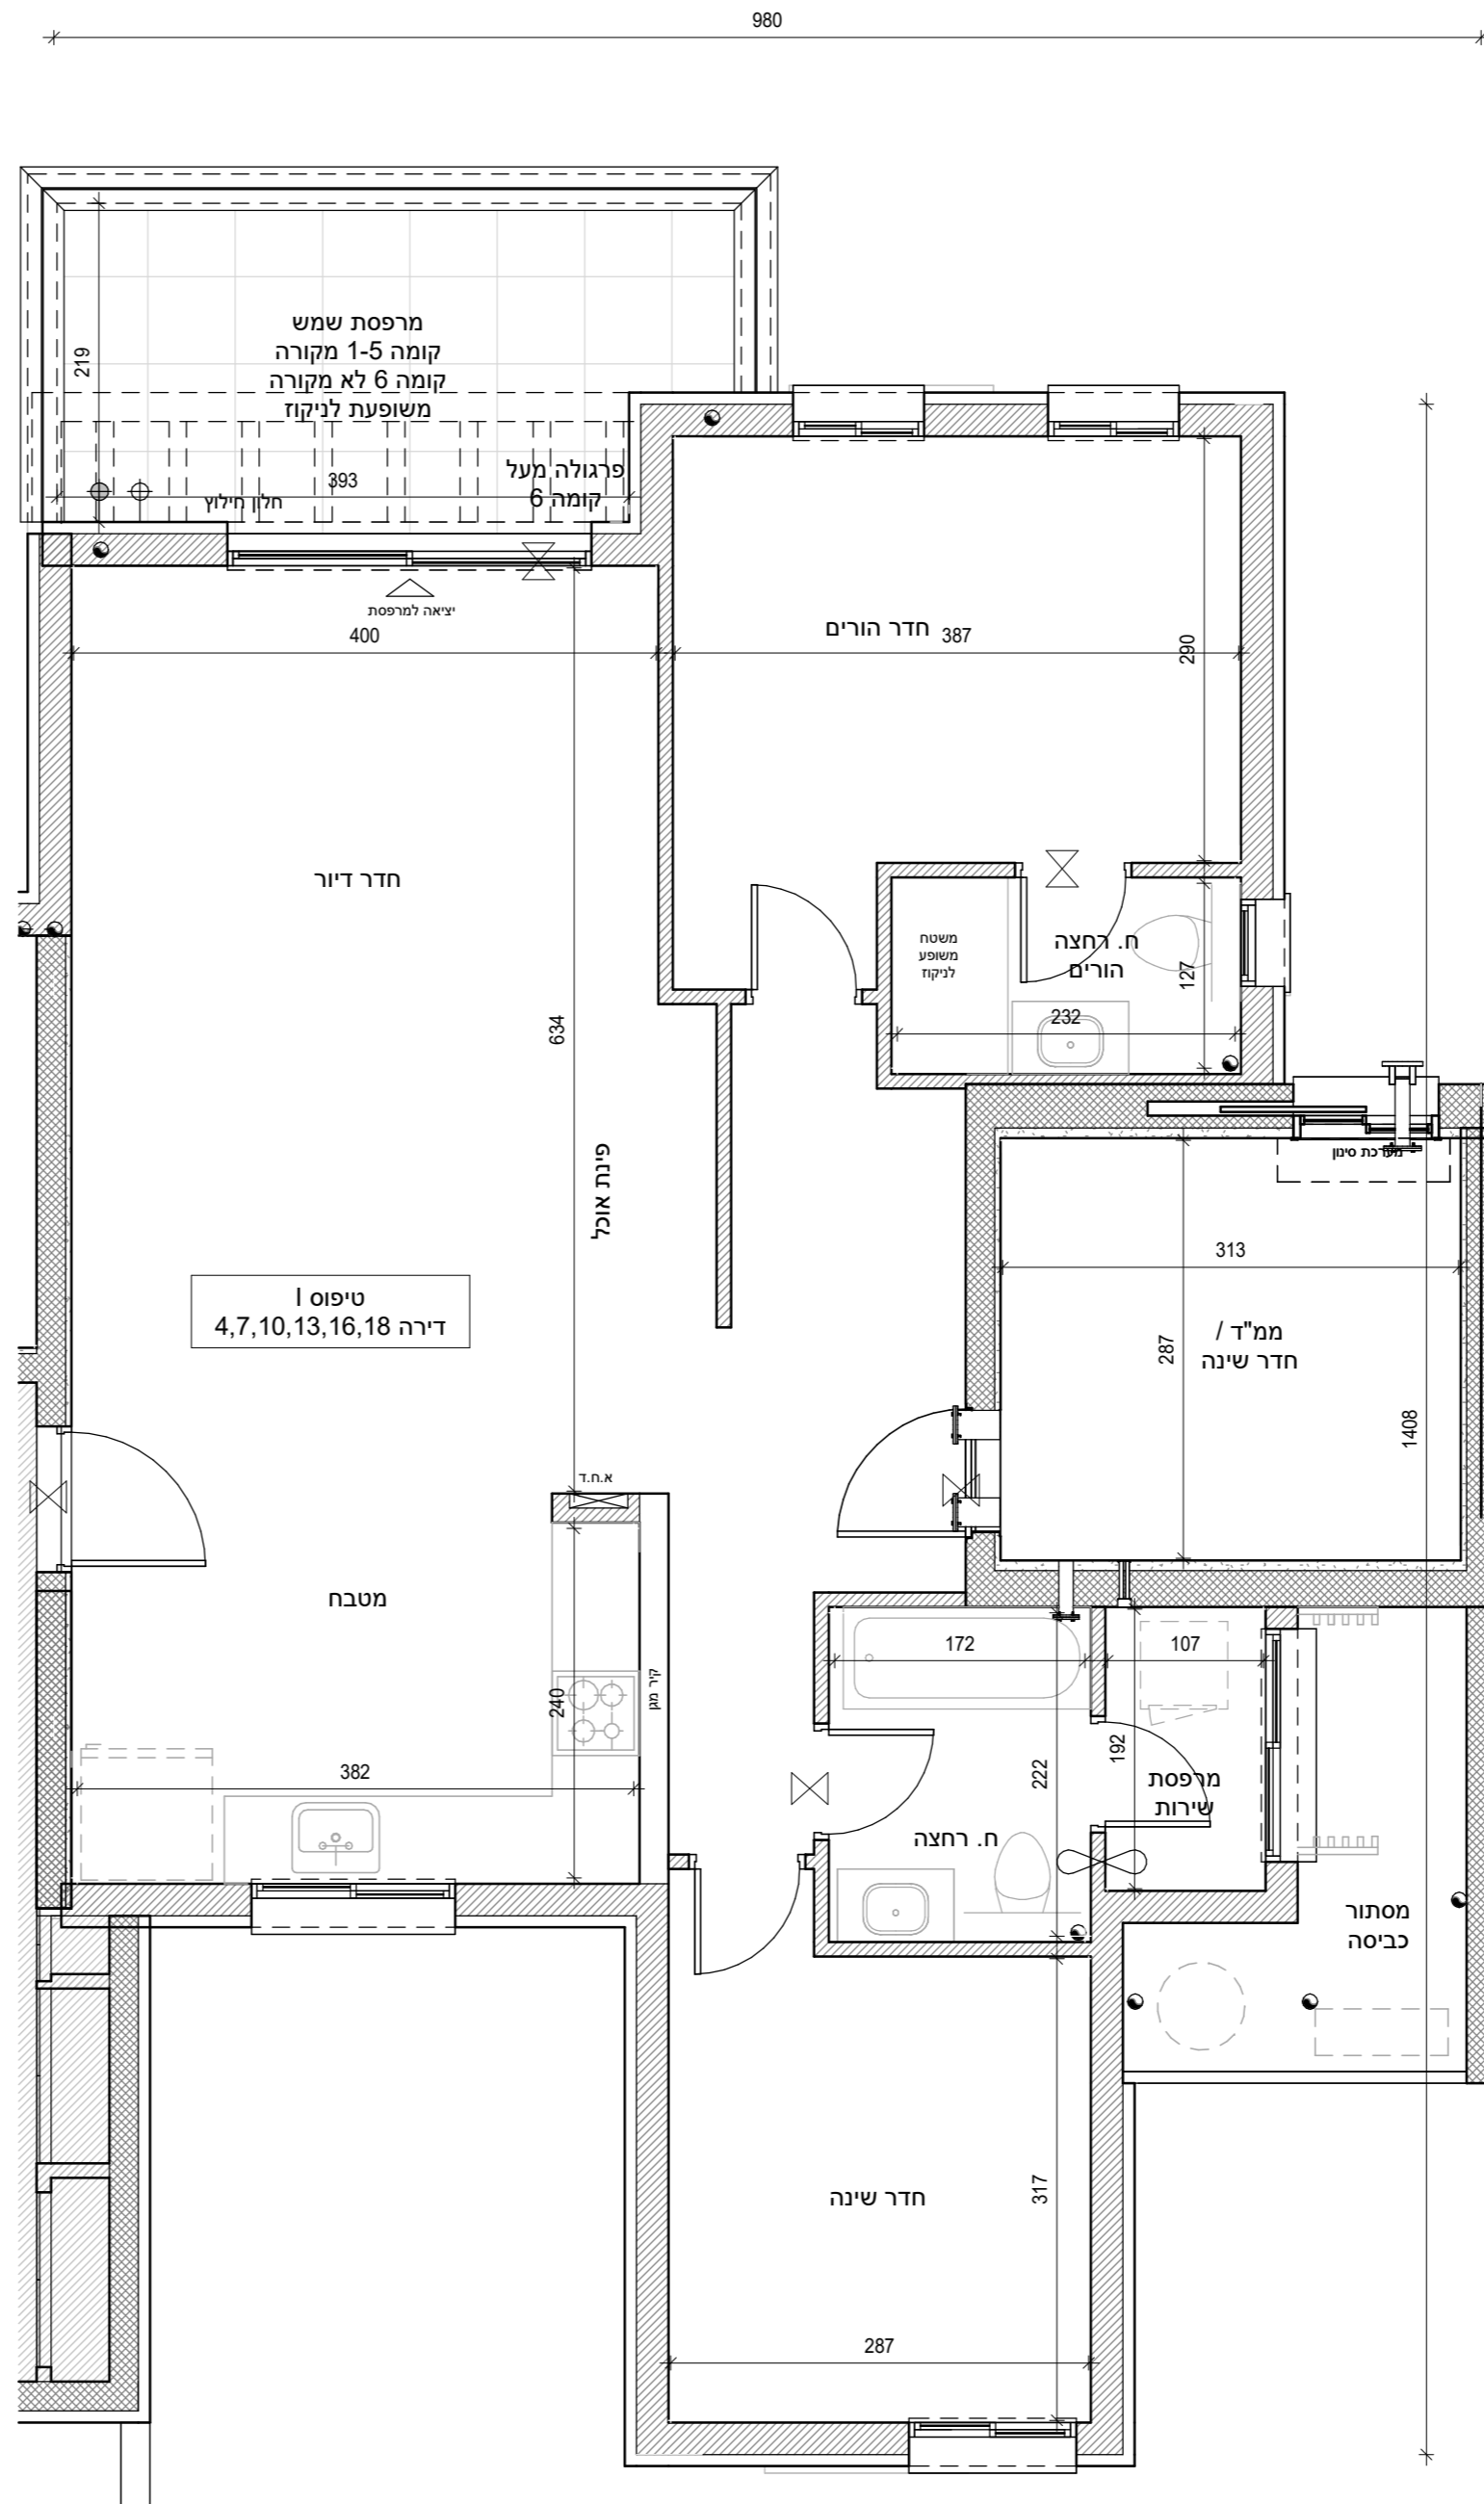 980
מרפסת שמש
קומה 1-5 מקורה
קומה 6 לא מקורה
משופעת לניקוז
219
פרגולה מעל
קומה 6
393
חלון חילוץ
יציאה למרפסת
400
חדר הורים
387
290
חדר דיור
משטח
משופע
לניקוז
ח. רחצה
הורים
127
232
634
פינת אוכל
מערכת סינון
313
טיפוס I
דירה 4,7,10,13,16,18
ממ"ד /
חדר שינה
287
1408
א.ח.ד
מטבח
קיר מגן
240
382
172
107
222
192
מרפסת
שירות
ח. רחצה
מסתור
כביסה
חדר שינה
317
287